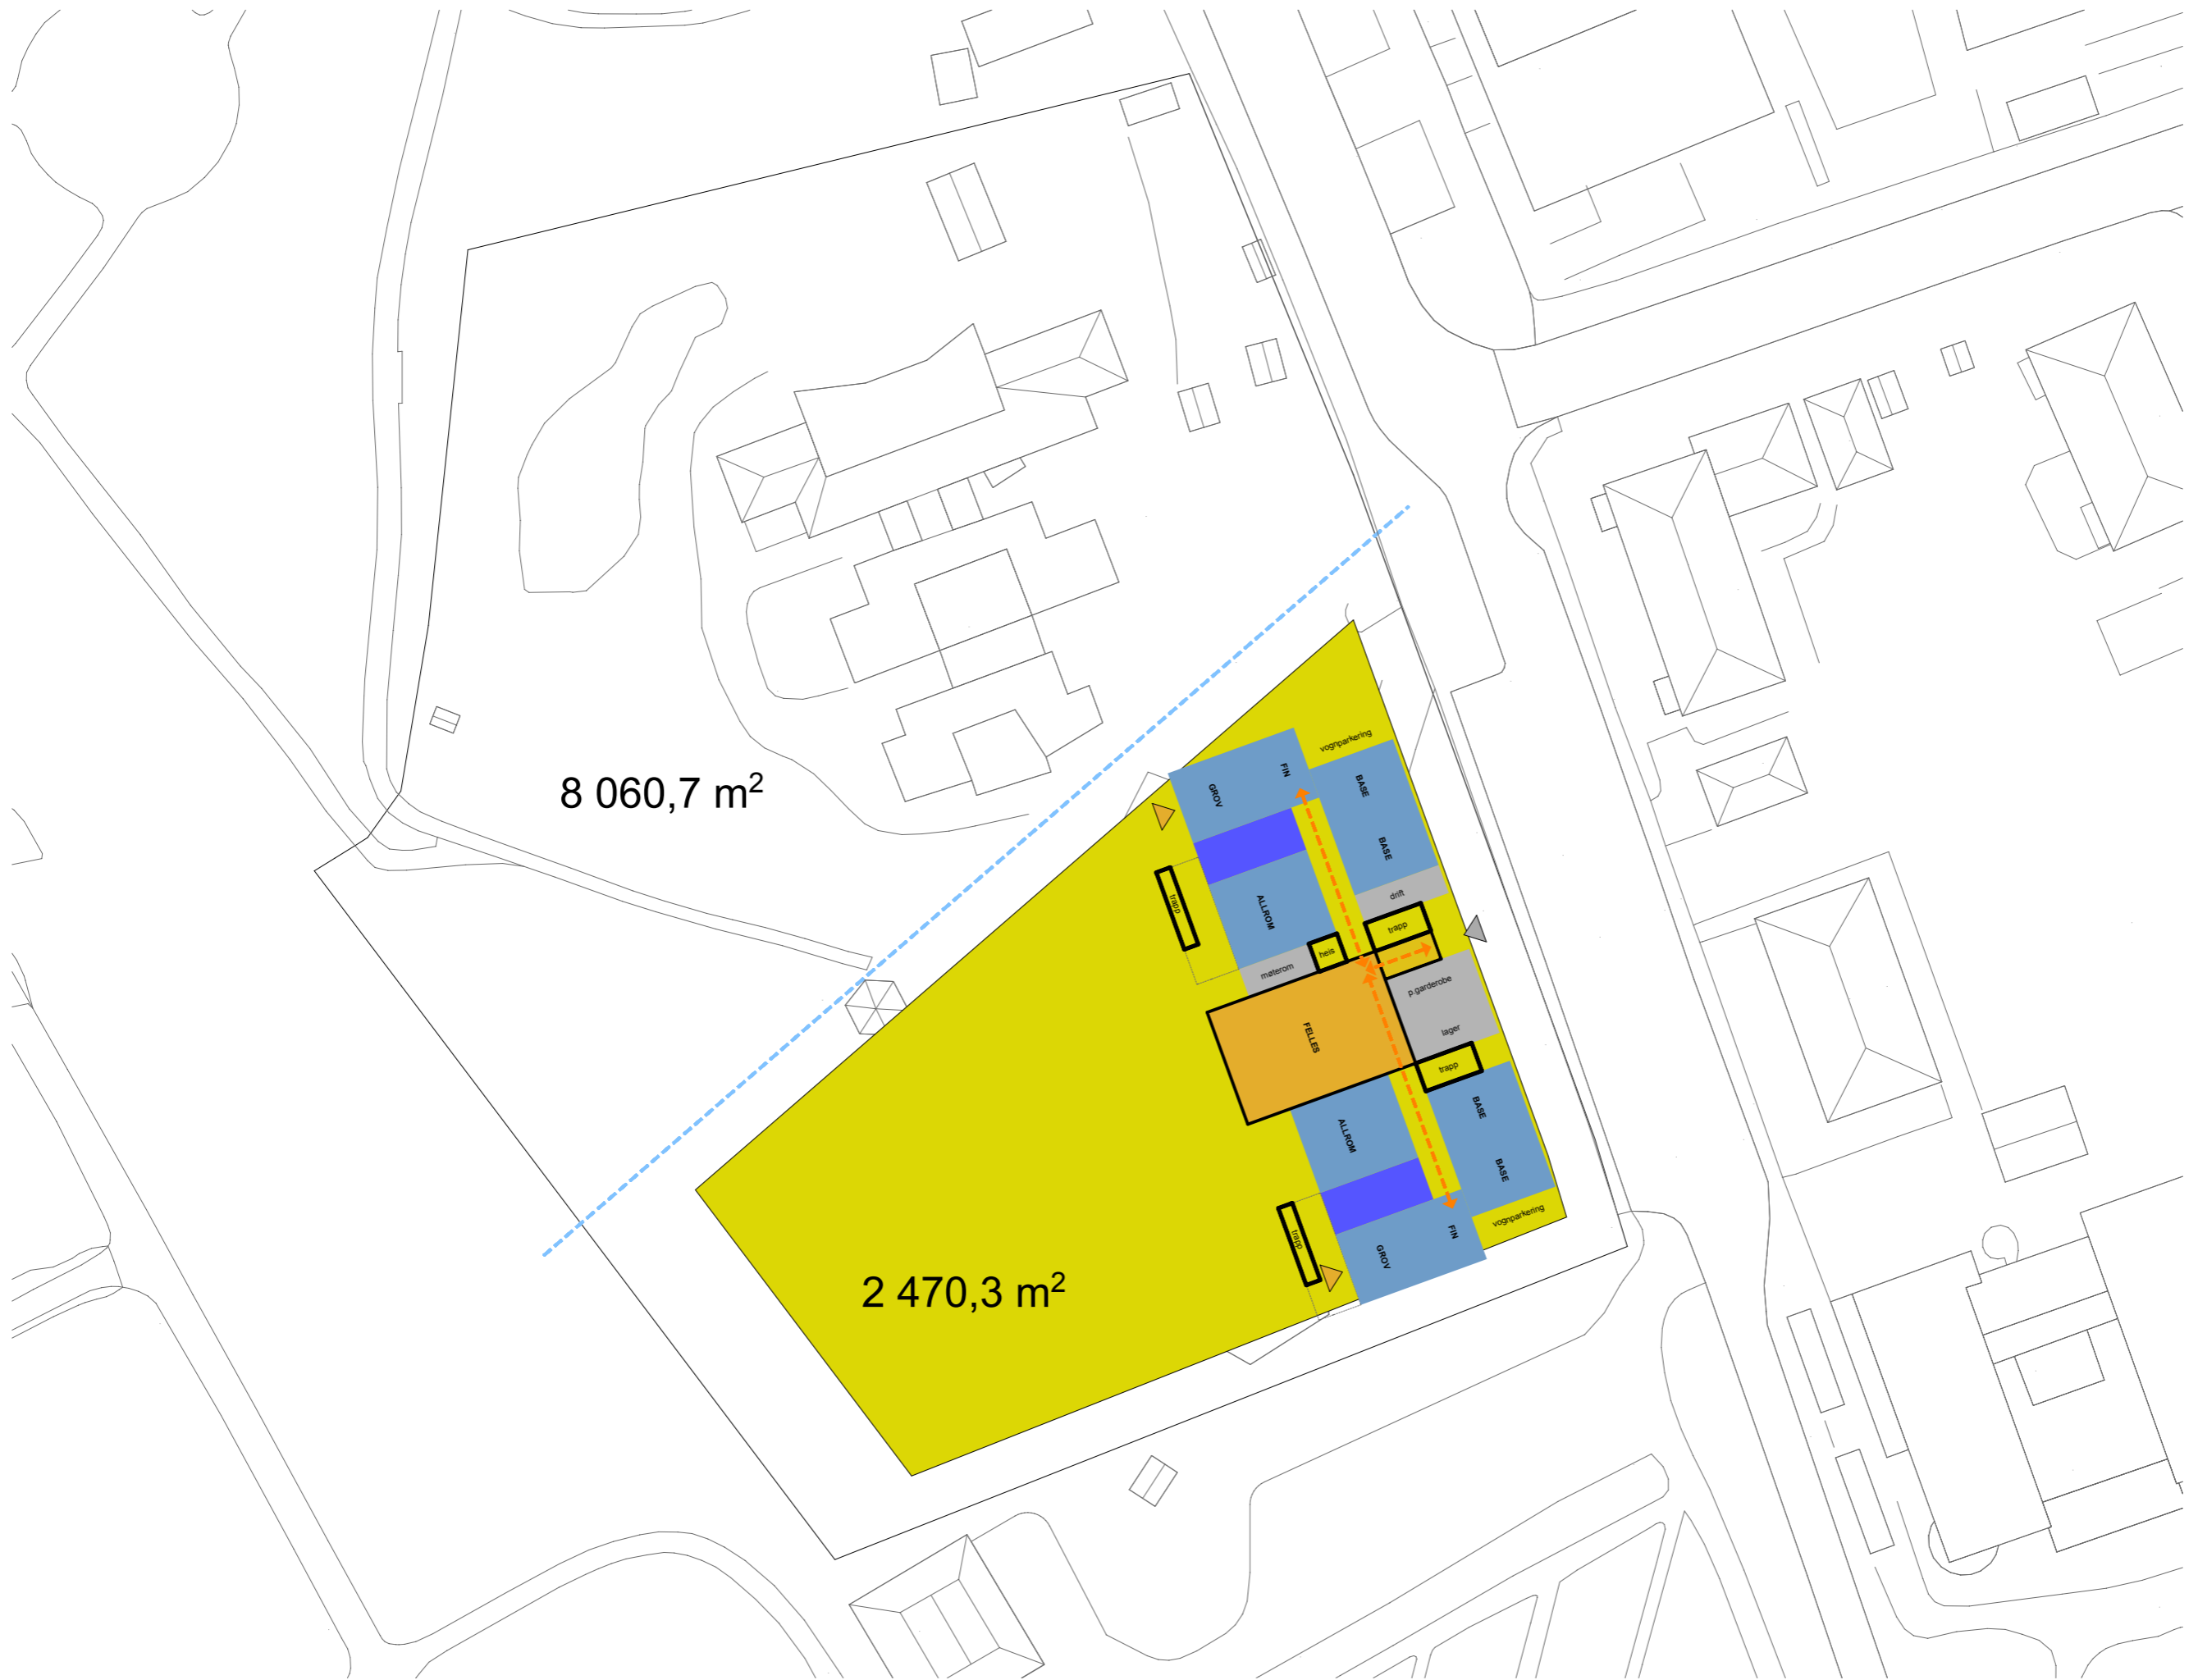 vognparkering
FIN
GROV
BASE
BASE
8 060,7 m²
drift
trapp
ALLROM
trapp
heis
møterom
p.garderobe
lager
FELLES
trapp
BASE
ALLROM
BASE
vognparkering
FIN
trapp
GROV
2 470,3 m²